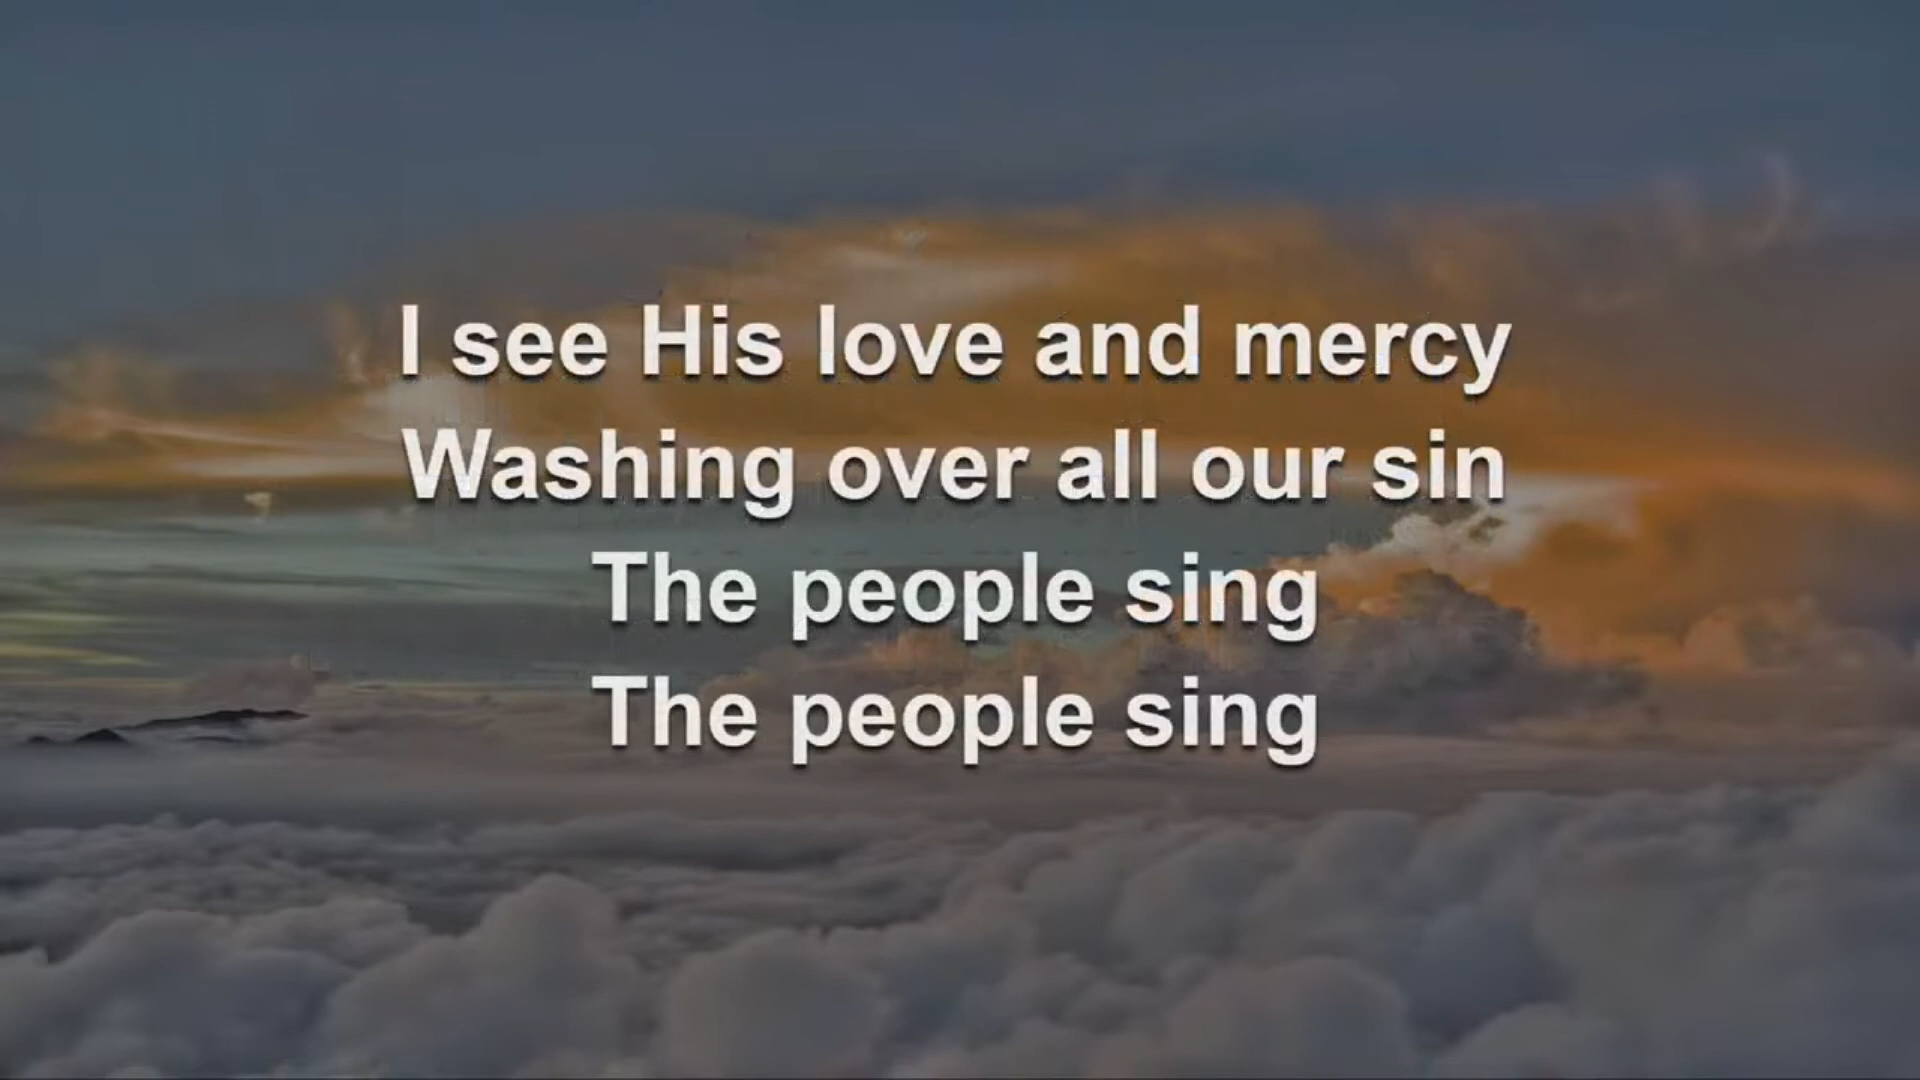 I see His love and mercy
Washing over all our sin
The people sing
The people sing